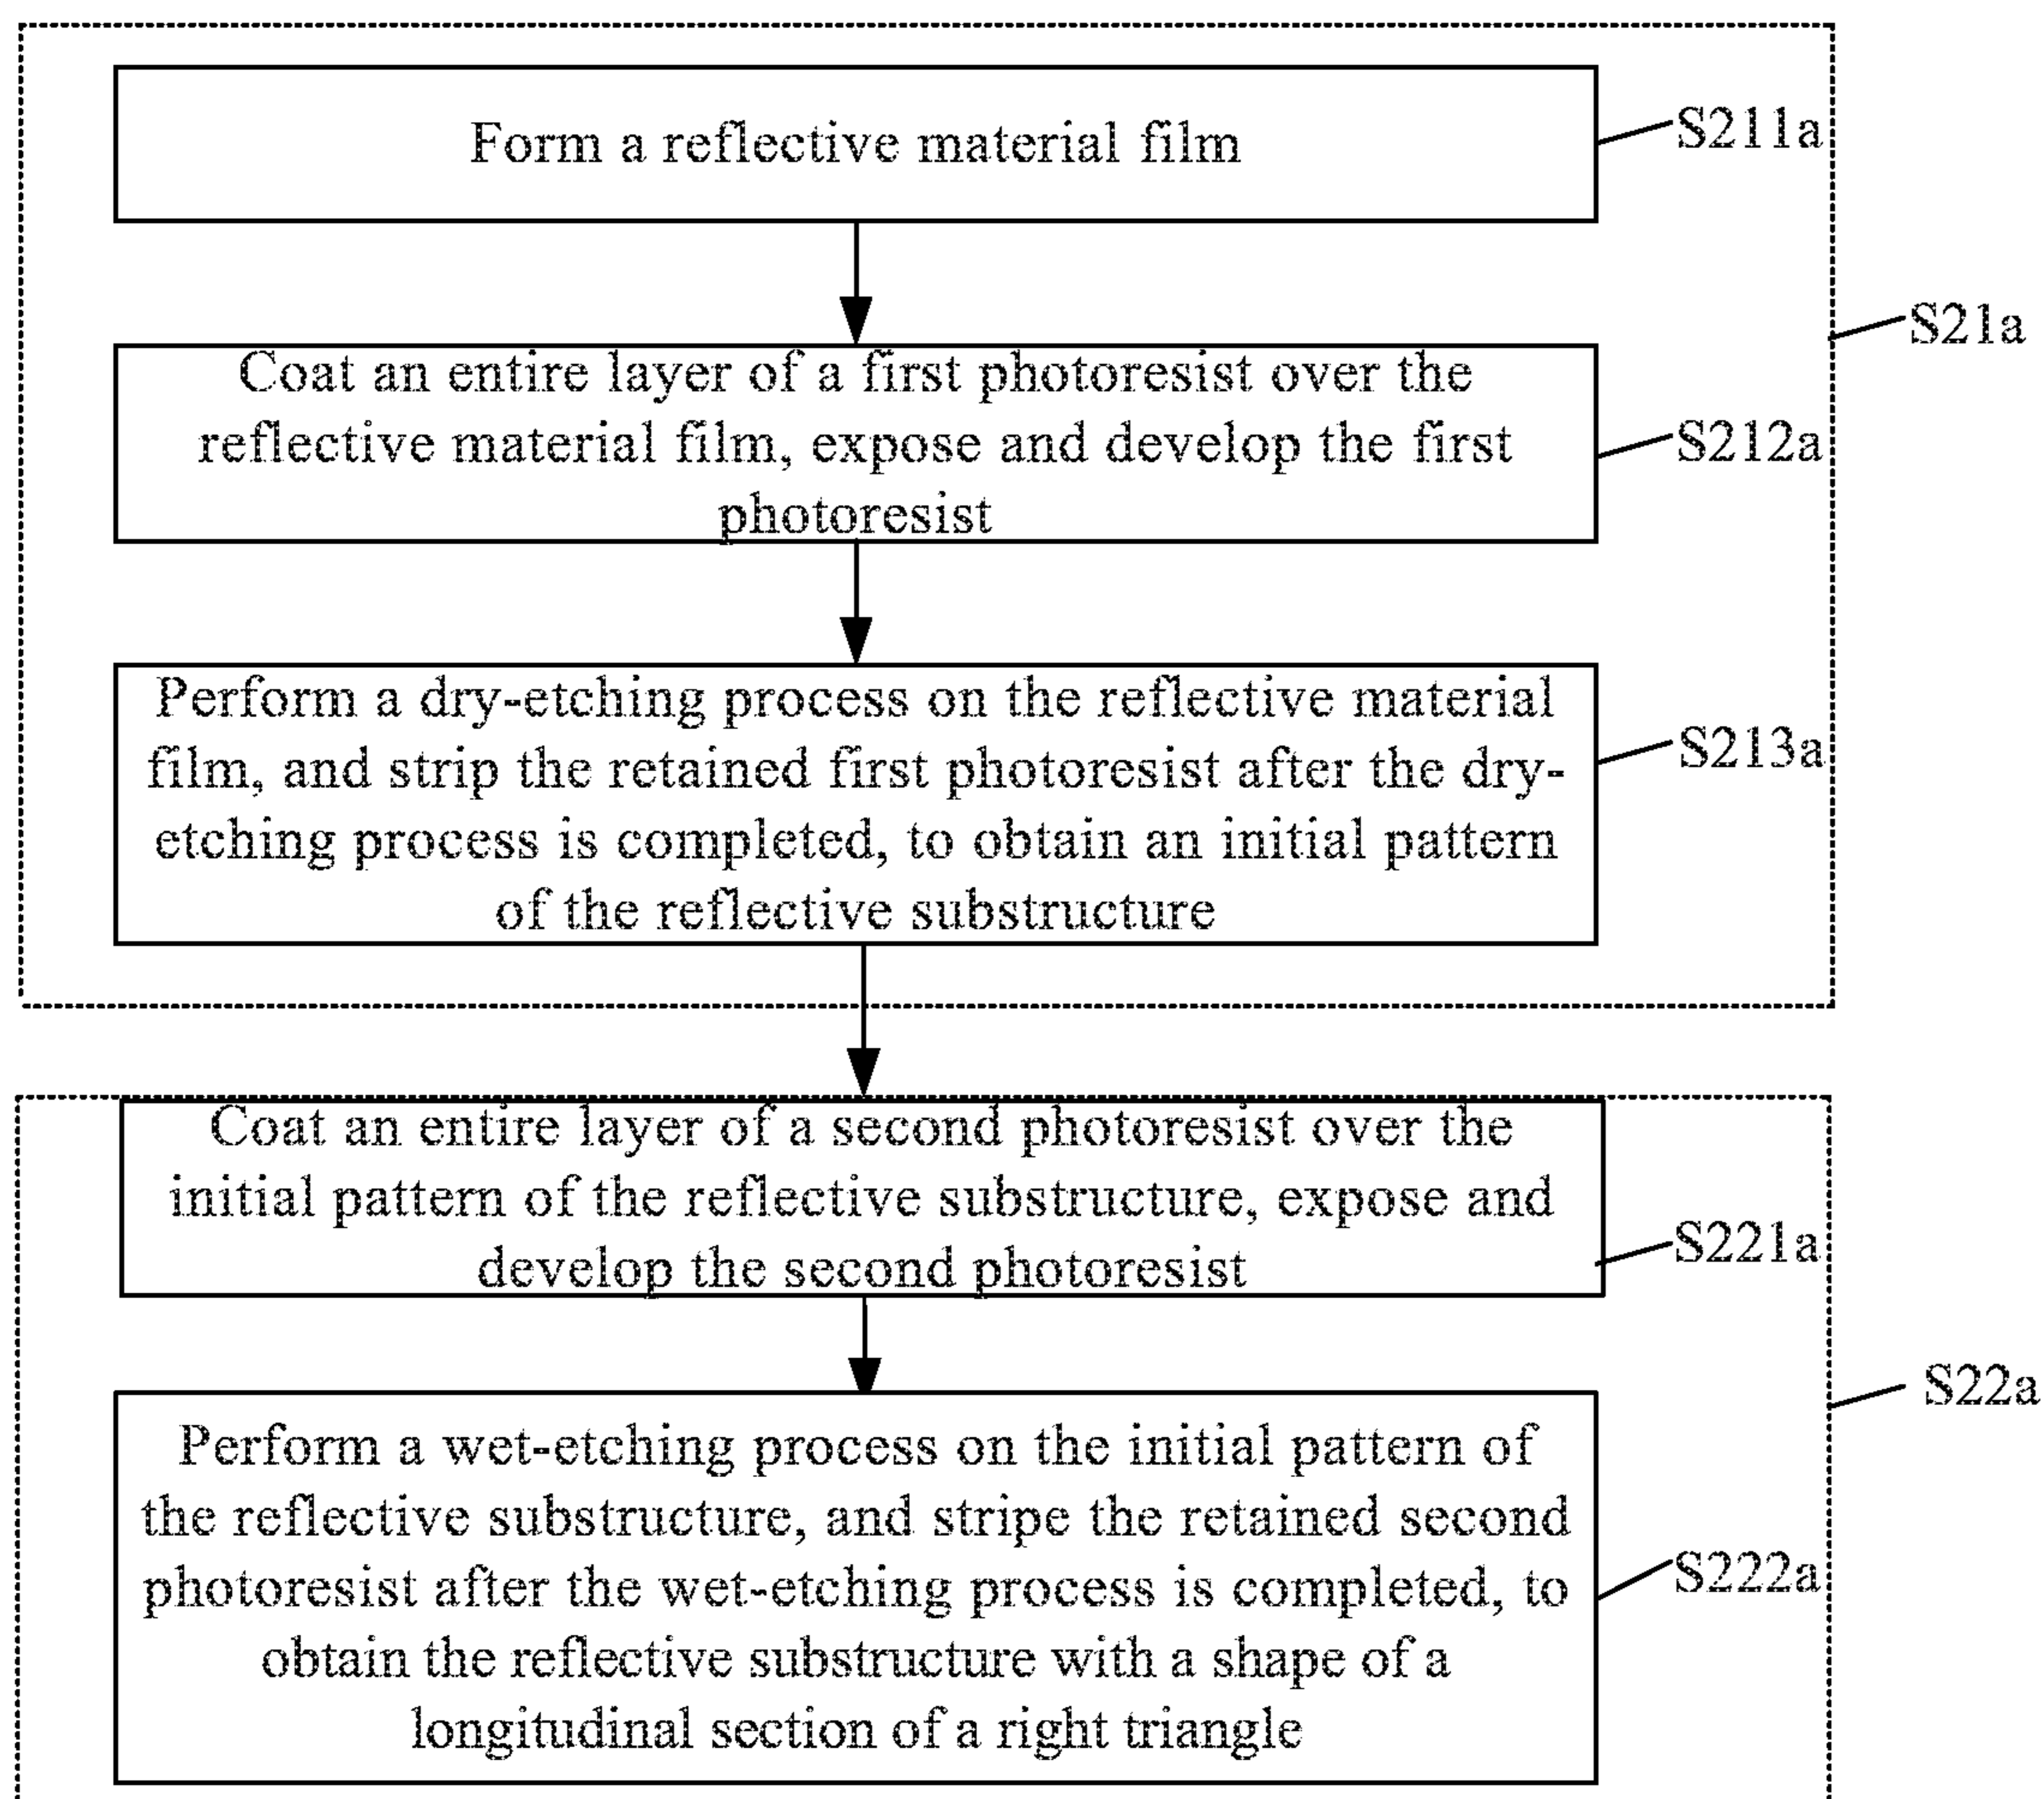 Form a reflective material film
S211a
S21a
Coat an entire layer of a first photoresist over the
reflective material film, expose and develop the first
photoresist
S212a
Perform a dry-etching process on the reflective material
film, and strip the retained first photoresist after the dry-
etching process is completed, to obtain an initial pattern
of the reflective substructure
S213a
Coat an entire layer of a second photoresist over the
initial pattern of the reflective substructure, expose and
develop the second photoresist
S221a
S22a
Perform a wet-etching process on the initial pattern of
the reflective substructure, and stripe the retained second
photoresist after the wet-etching process is completed, to
obtain the reflective substructure with a shape of a
longitudinal section of a right triangle
S222a